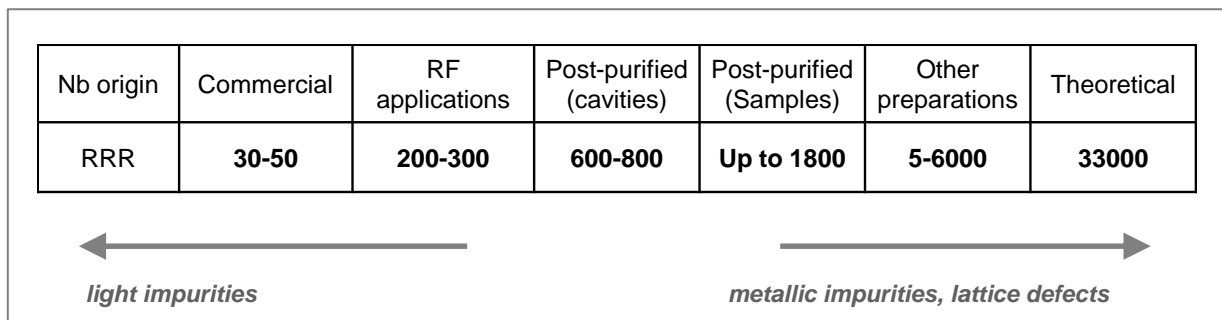 Nb origin Commercial RF applications Post-purified (cavities) Post-purified (Samples) Other preparations Theoretical
RRR 30-50 200-300 600-800 Up to 1800 5-6000 33000
light impurities metallic impurities, lattice defects